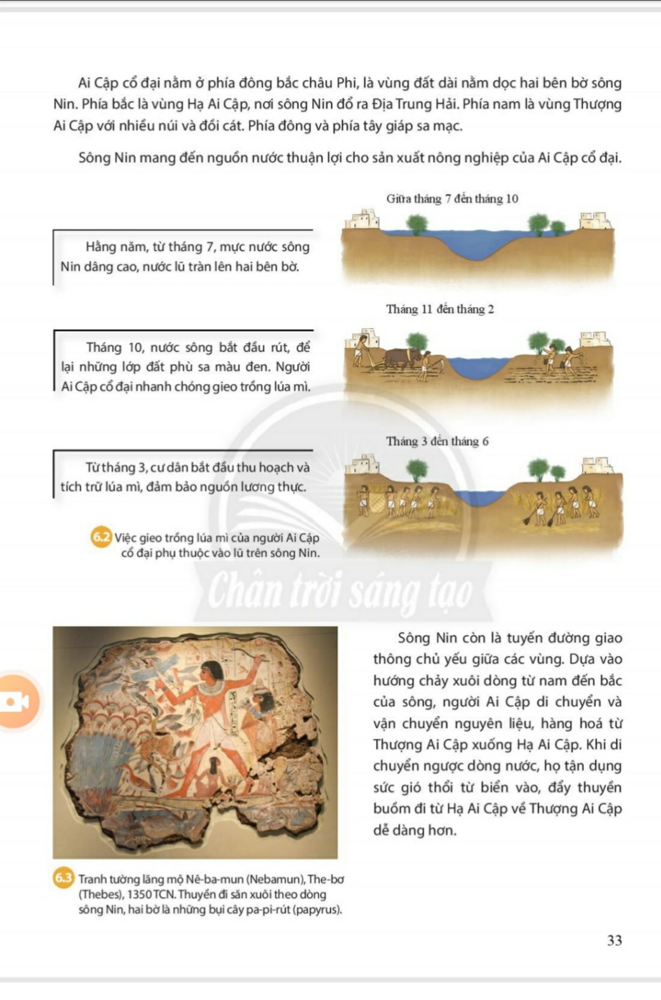 Ai Cập cổ đại nằm ở phía đông bắc châu Phi, là vùng đất dài nằm dọc hai bên bờ sông
Nin. Phía bắc là vùng Hạ Ai Cập, nơi sông Nin đổ ra Địa Trung Hải. Phía nam là vùng Thượng
Ai Cập với nhiều núi và đồi cát. Phía đông và phía tây giáp sa mạc.
Sông Nin mang đến nguồn nước thuận lợi cho sản xuất nông nghiệp của Ai Cập cổ đại.
Giữa tháng 7 đến tháng 10
Hằng năm, từ tháng 7, mực nước sông
Nin dâng cao, nước lũ tràn lên hai bên bờ.
Tháng 11 đến tháng 2
Tháng 10, nước sông bắt đầu rút, để
lại những lớp đất phù sa màu đen. Người
Ai Cập cổ đại nhanh chóng gieo trồng lúa mì.
Tháng 3 đến tháng 6
Từ tháng 3, cư dân bắt đầu thu hoạch và
tích trữ lúa mì, đảm bảo nguồn lương thực.
6.2 Việc gieo trồng lúa mì của người Ai Cập
cổ đại phụ thuộc vào lũ trên sông Nin.
Chân trời sáng tạo
Sông Nin còn là tuyến đường giao
thông chủ yếu giữa các vùng. Dựa vào
hướng chảy xuôi dòng từ nam đến bắc
của sông, người Ai Cập di chuyển và
vận chuyển nguyên liệu, hàng hoá từ
Thượng Ai Cập xuống Hạ Ai Cập. Khi di
chuyển ngược dòng nước, họ tận dụng
sức gió thổi từ biển vào, đẩy thuyền
buồm đi từ Hạ Ai Cập về Thượng Ai Cập
dễ dàng hơn.
6.3 Tranh tường lăng mộ Nê-ba-mun (Nebamun), The-bơ
(Thebes), 1350 TCN. Thuyền đi săn xuôi theo dòng
sông Nin, hai bờ là những bụi cây pa-pi-rút (papyrus).
33